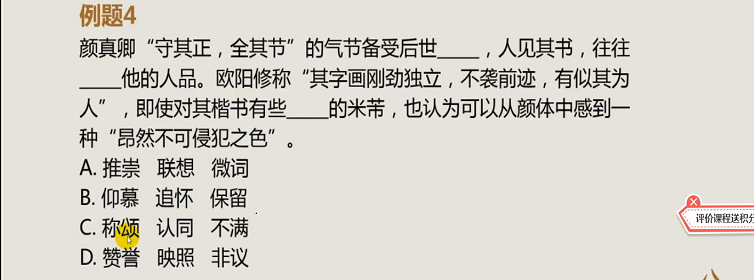 例题4
颜真卿“守其正，全其节”的气节备受后世____，人见其书，往往
____他的人品。欧阳修称“其字画刚劲独立，不袭前迹，有似其为
人”，即使对其楷书有些____的米芾，也认为可以从颜体中感到一
种“昂然不可侵犯之色”。
A. 推崇 联想 微词
B. 仰慕 追怀 保留
C. 称颂 认同 不满
D. 赞誉 映照 非议
评价课程送积分